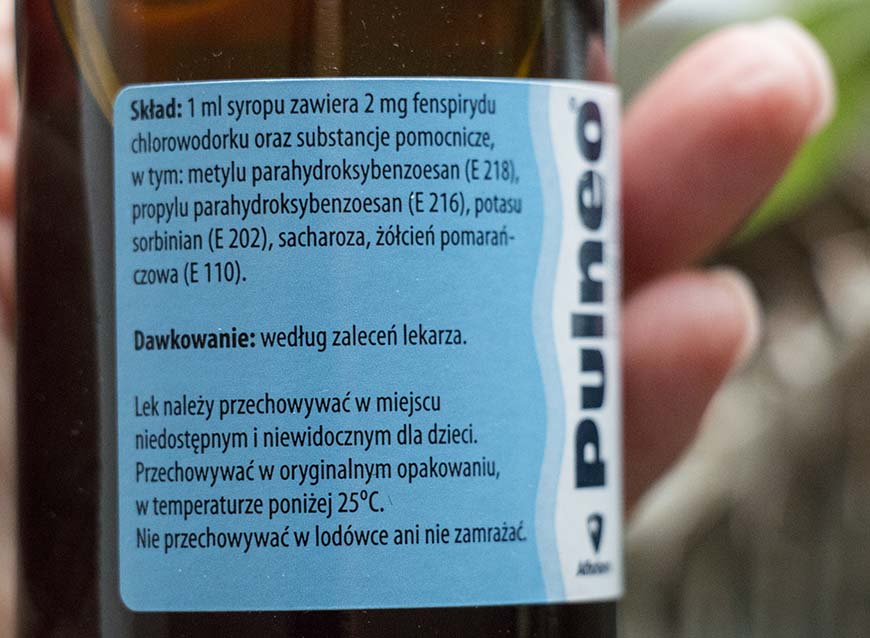 Skład: 1 ml syropu zawiera 2 mg fenspirydu
chlorowodorku oraz substancje pomocnicze,
w tym: metylu parahydroksybenzoesan (E 218),
propylu parahydroksybenzoesan (E 216), potasu
sorbinian (E 202), sacharoza, żółcień pomarań-
czowa (E 110).
Dawkowanie: według zaleceń lekarza.
Lek należy przechowywać w miejscu
niedostępnym i niewidocznym dla dzieci.
Przechowywać w oryginalnym opakowaniu,
w temperaturze poniżej 25°C.
Nie przechowywać w lodówce ani nie zamrażać.
Pulneo